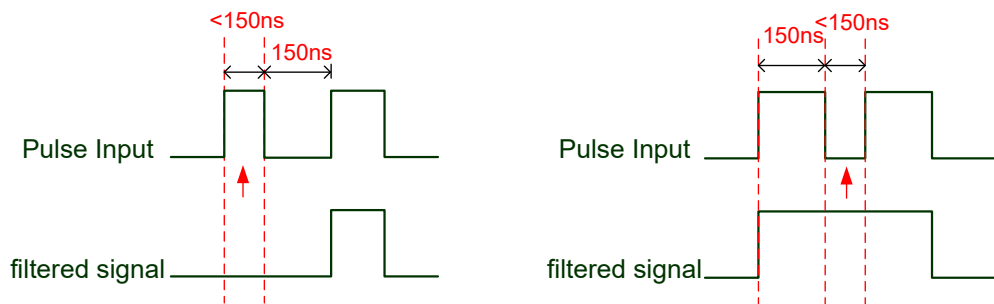 <150ns
150ns
Pulse Input
filtered signal
<150ns
150ns
Pulse Input
filtered signal